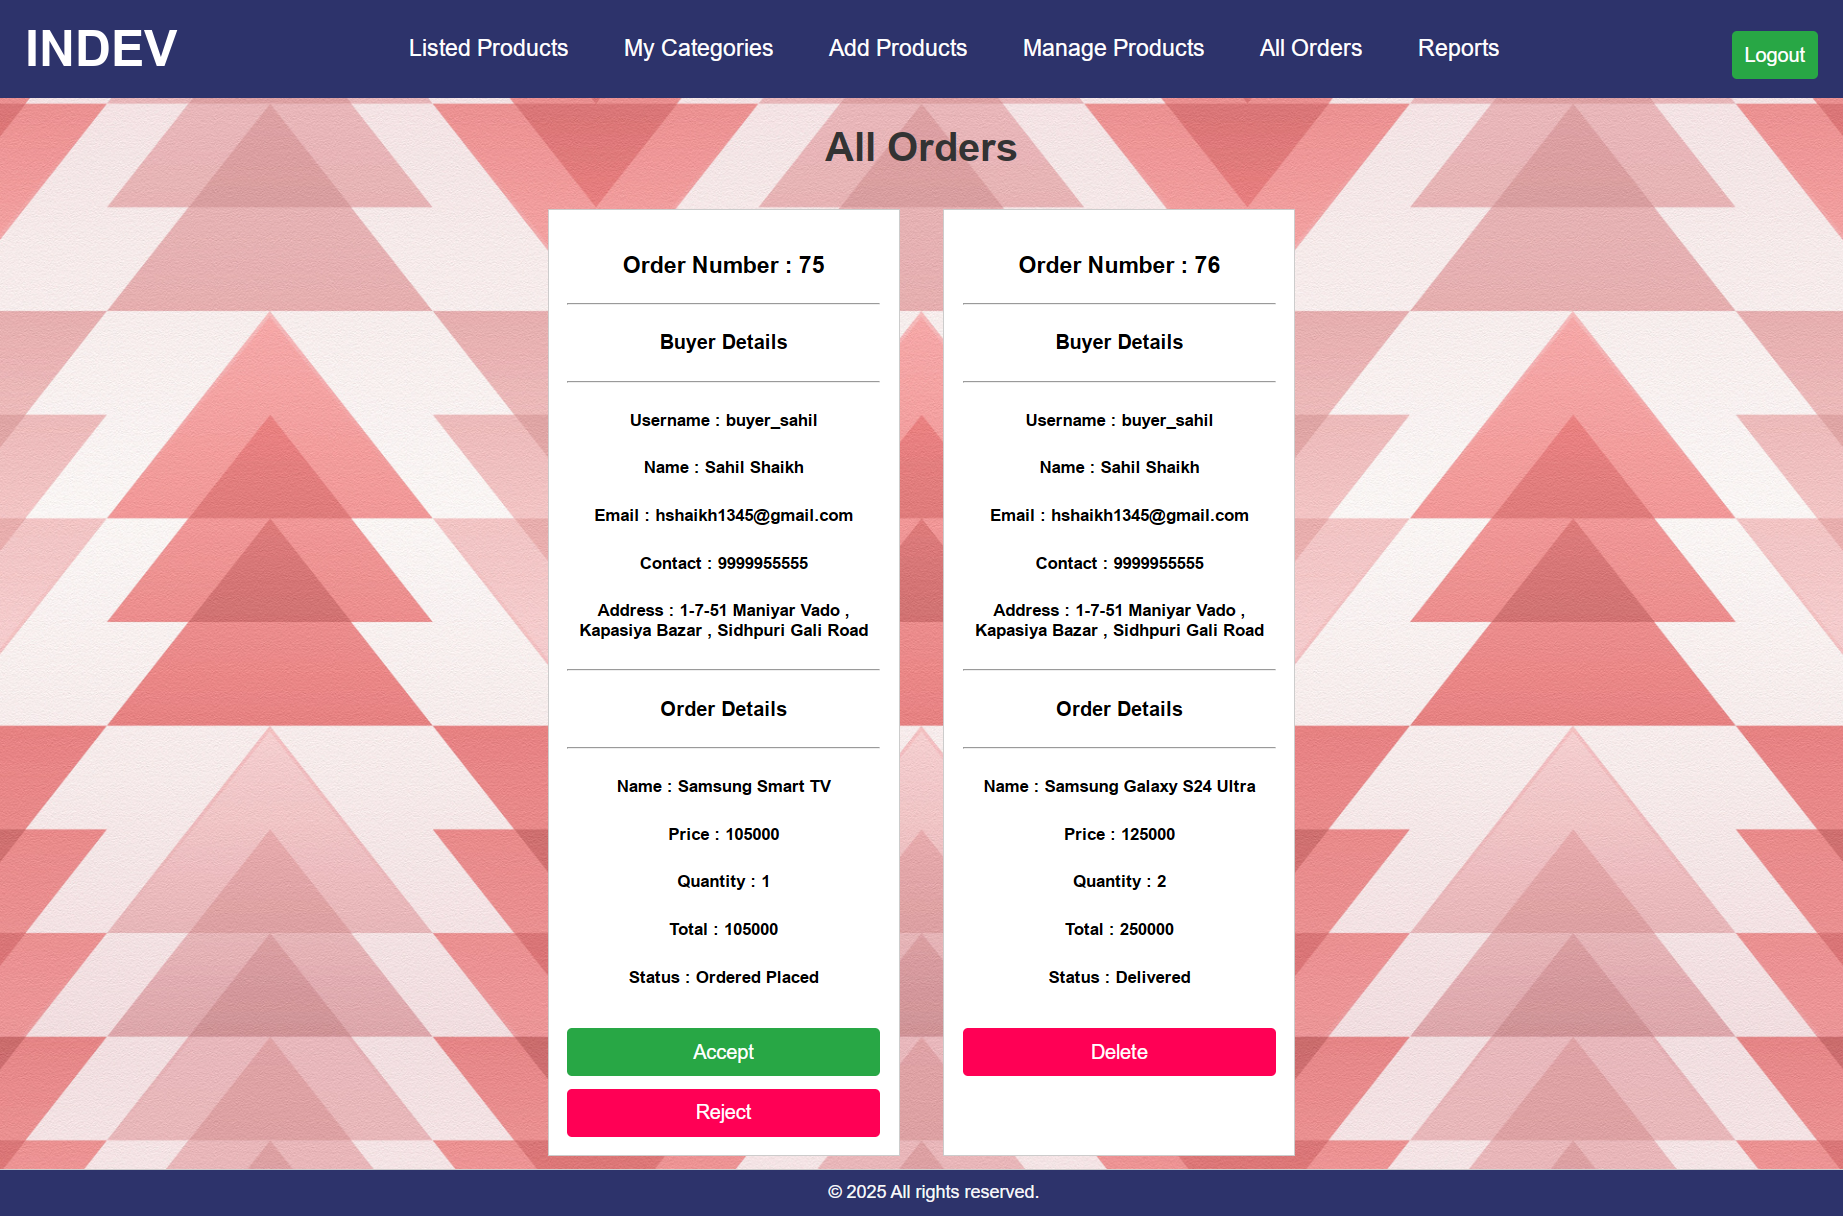 INDEV
Listed Products
My Categories
Add Products
Manage Products
All Orders
Reports
Logout
All Orders
Order Number : 75
Buyer Details
Username : buyer_sahil
Name : Sahil Shaikh
Email : hshaikh1345@gmail.com
Contact : 9999955555
Address : 1-7-51 Maniyar Vado ,
Kapasiya Bazar , Sidhpuri Gali Road
Order Details
Name : Samsung Smart TV
Price : 105000
Quantity : 1
Total : 105000
Status : Ordered Placed
Accept
Reject
Order Number : 76
Buyer Details
Username : buyer_sahil
Name : Sahil Shaikh
Email : hshaikh1345@gmail.com
Contact : 9999955555
Address : 1-7-51 Maniyar Vado ,
Kapasiya Bazar , Sidhpuri Gali Road
Order Details
Name : Samsung Galaxy S24 Ultra
Price : 125000
Quantity : 2
Total : 250000
Status : Delivered
Delete
© 2025 All rights reserved.